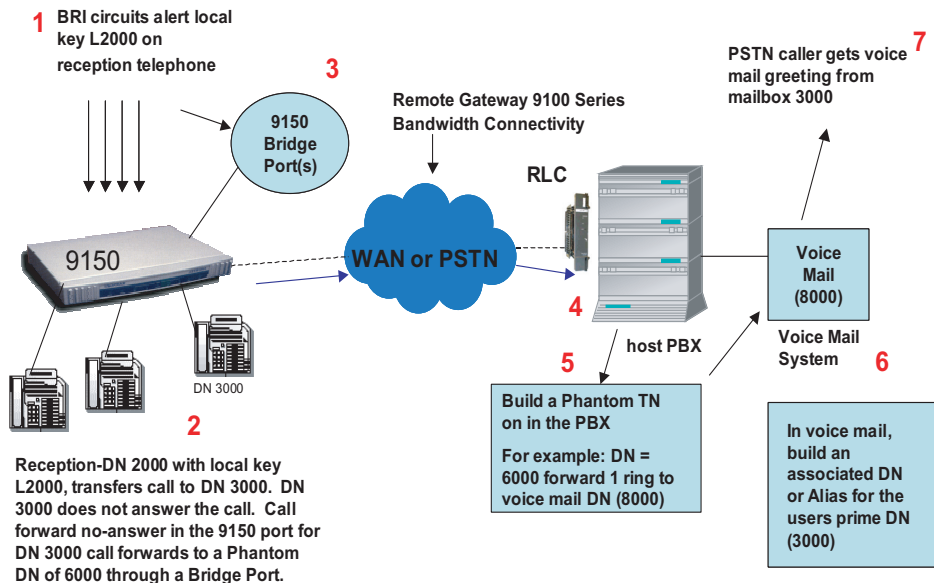 1
BRI circuits alert local
key L2000 on
reception telephone
3
9150
Bridge
Port(s)
Remote Gateway 9100 Series
Bandwidth Connectivity
7
PSTN caller gets voice
mail greeting from
mailbox 3000
RLC
9150
WAN or PSTN
4
host PBX
Voice
Mail
(8000)
Voice Mail
System
6
DN 3000
2
Reception-DN 2000 with local key
L2000, transfers call to DN 3000.  DN
3000 does not answer the call.  Call
forward no-answer in the 9150 port for
DN 3000 call forwards to a Phantom
DN of 6000 through a Bridge Port.
5
Build a Phantom TN
on in the PBX
For example: DN =
6000 forward 1 ring to
voice mail DN (8000)
In voice mail,
build an
associated DN
or Alias for the
users prime DN
(3000)